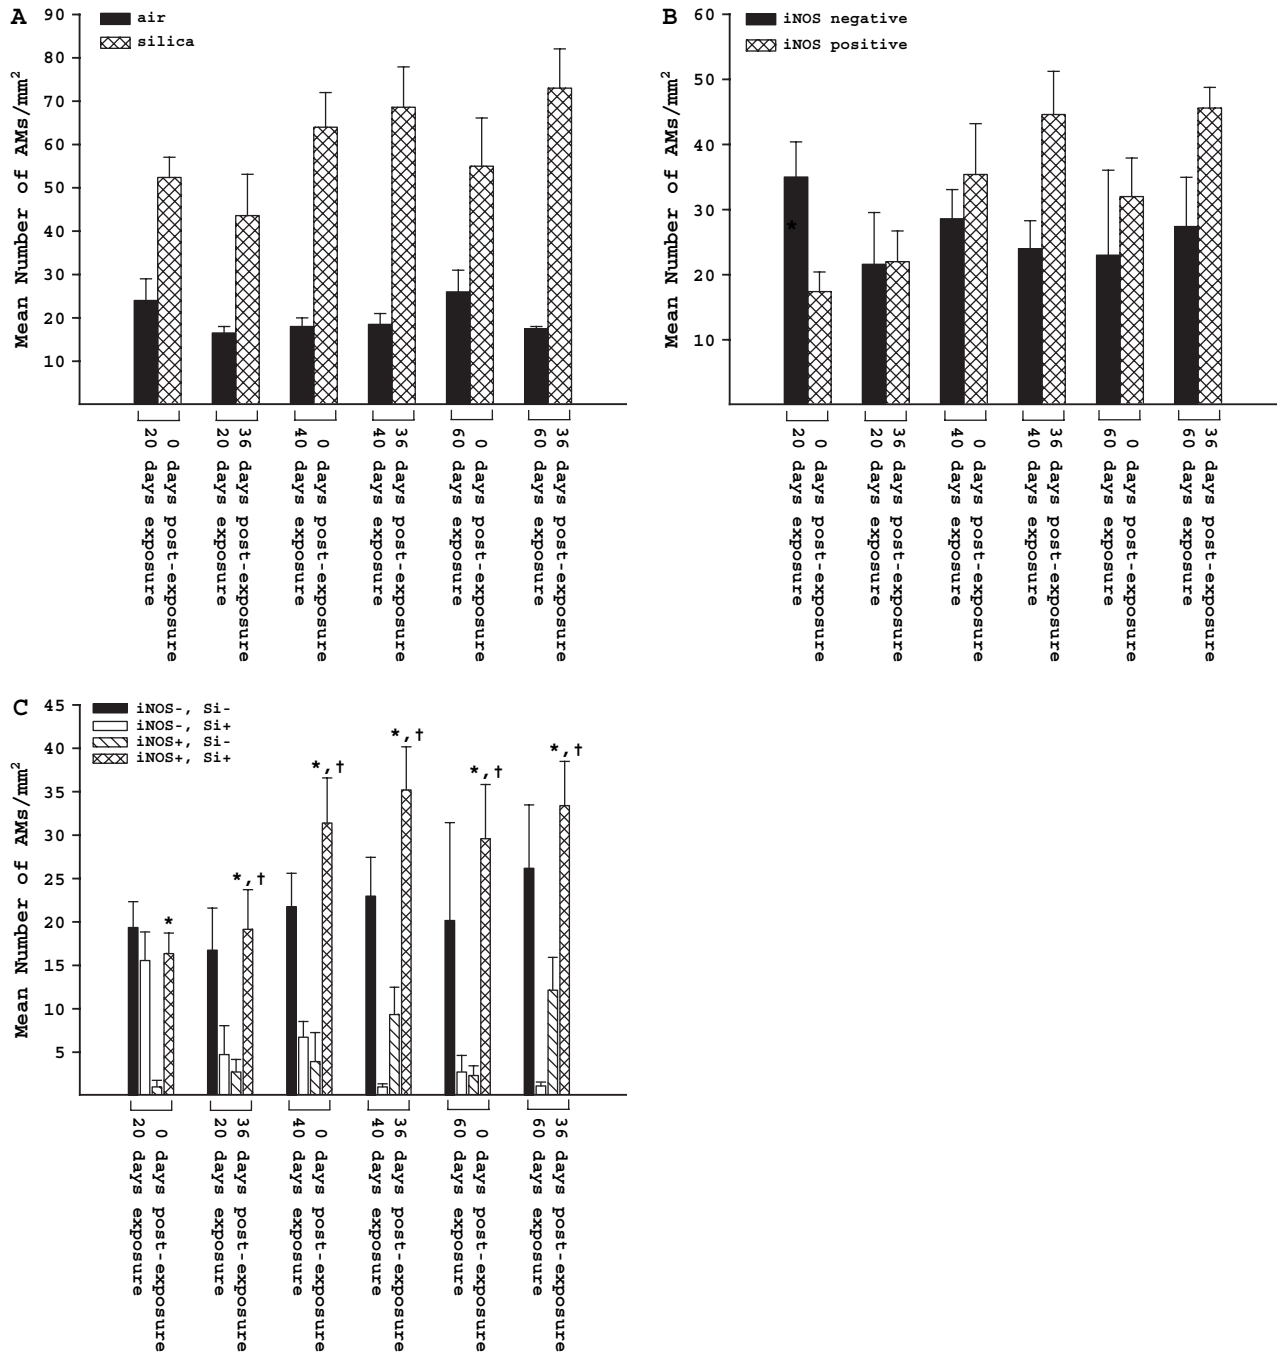 A
air
silica
Mean Number of AMs/mm²
90
80
70
60
50
40
30
20
10
20 days exposure
0 days post-exposure
20 days exposure
36 days post-exposure
40 days exposure
0 days post-exposure
40 days exposure
36 days post-exposure
60 days exposure
0 days post-exposure
60 days exposure
36 days post-exposure
B
iNOS negative
iNOS positive
Mean Number of AMs/mm²
60
50
40
30
20
10
*
20 days exposure
0 days post-exposure
20 days exposure
36 days post-exposure
40 days exposure
0 days post-exposure
40 days exposure
36 days post-exposure
60 days exposure
0 days post-exposure
60 days exposure
36 days post-exposure
C
iNOS-, Si-
iNOS-, Si+
iNOS+, Si-
iNOS+, Si+
Mean Number of AMs/mm²
45
40
35
30
25
20
15
10
5
*
*,†
*,†
*,†
*,†
*,†
20 days exposure
0 days post-exposure
20 days exposure
36 days post-exposure
40 days exposure
0 days post-exposure
40 days exposure
36 days post-exposure
60 days exposure
0 days post-exposure
60 days exposure
36 days post-exposure